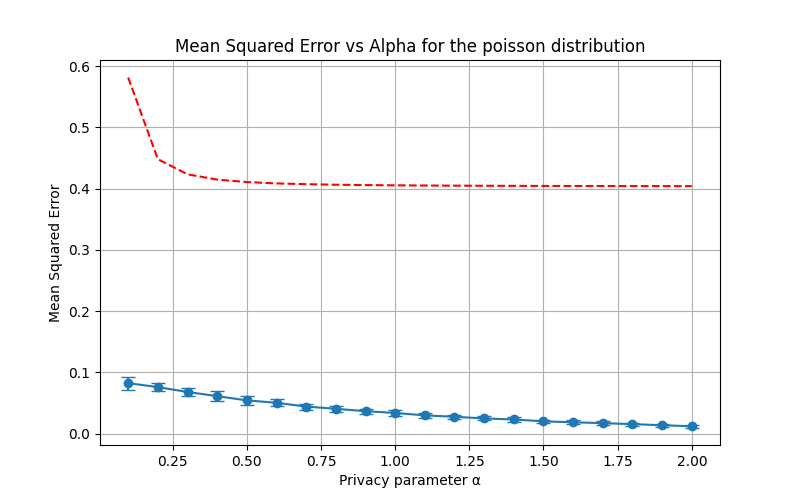 Mean Squared Error vs Alpha for the poisson distribution
0.6
0.5
0.4
0.3
0.2
0.1
0.0
Mean Squared Error
0.25 0.50 0.75 1.00 1.25 1.50 1.75 2.00
Privacy parameter α